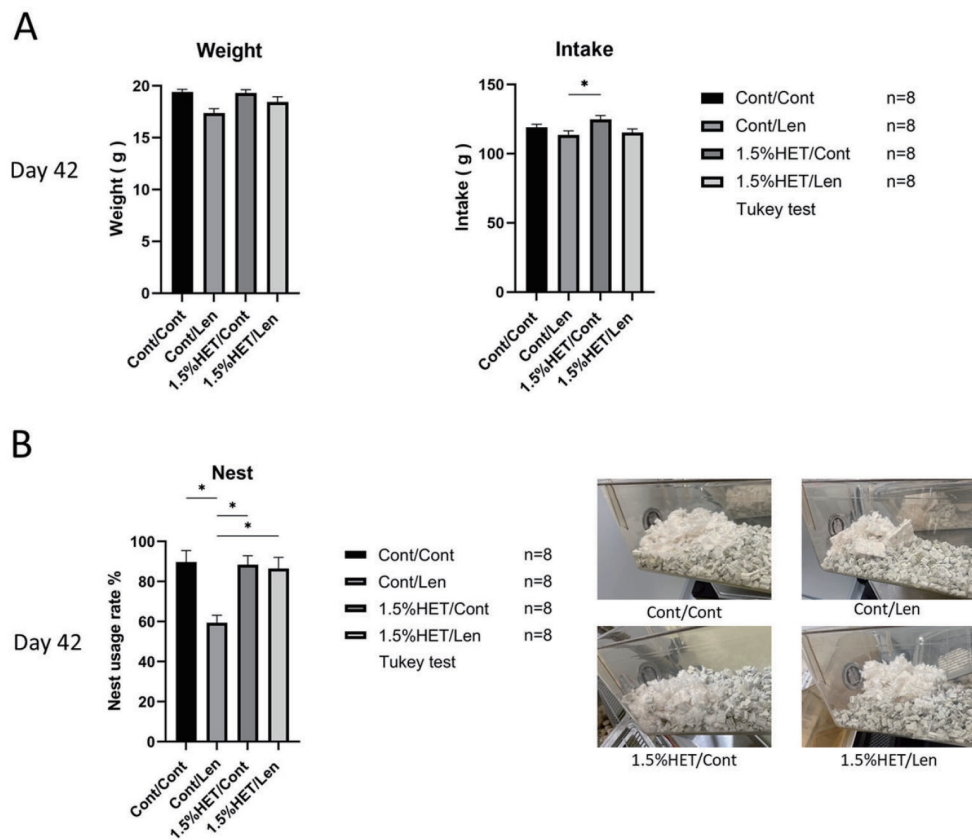 A
Weight
Intake
Day 42
Weight ( g )
20
15
10
5
0
Cont/Cont
Cont/Len
1.5%HET/Cont
1.5%HET/Len
Intake ( g )
150
100
50
0
*
Cont/Cont
Cont/Len
1.5%HET/Cont
1.5%HET/Len
Cont/Cont n=8
Cont/Len n=8
1.5%HET/Cont n=8
1.5%HET/Len n=8
Tukey test
B
Nest
Day 42
Nest usage rate %
100
80
60
40
20
0
*
*
*
Cont/Cont
Cont/Len
1.5%HET/Cont
1.5%HET/Len
Cont/Cont n=8
Cont/Len n=8
1.5%HET/Cont n=8
1.5%HET/Len n=8
Tukey test
Cont/Cont
Cont/Len
1.5%HET/Cont
1.5%HET/Len